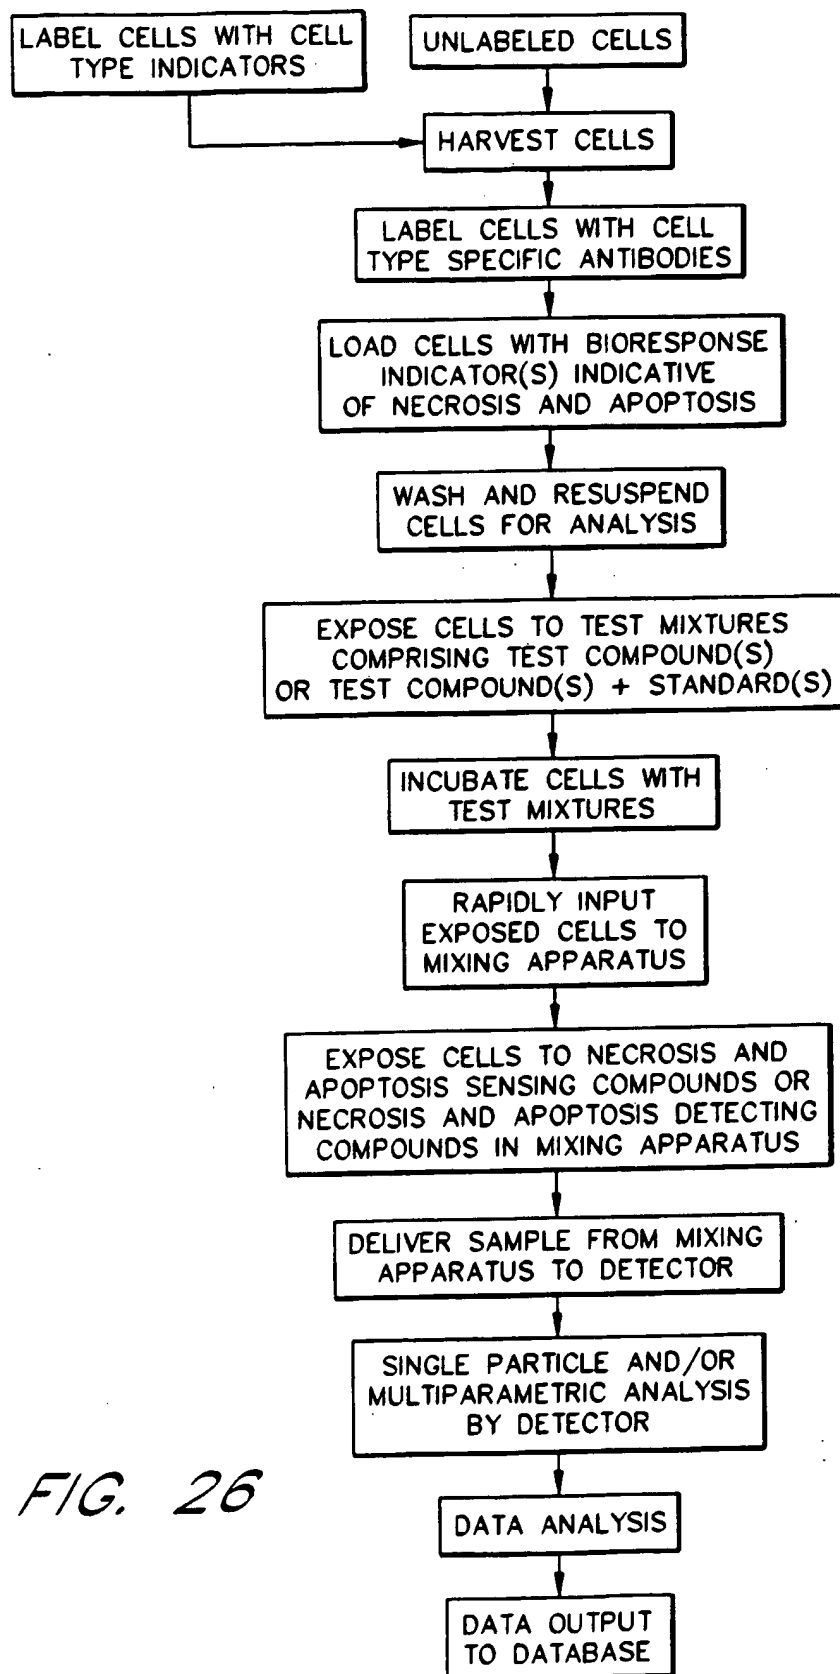 LABEL CELLS WITH CELL
TYPE INDICATORS
UNLABELED CELLS
HARVEST CELLS
LABEL CELLS WITH CELL
TYPE SPECIFIC ANTIBODIES
LOAD CELLS WITH BIORESPONSE
INDICATOR(S) INDICATIVE
OF NECROSIS AND APOPTOSIS
WASH AND RESUSPEND
CELLS FOR ANALYSIS
EXPOSE CELLS TO TEST MIXTURES
COMPRISING TEST COMPOUND(S)
OR TEST COMPOUND(S) + STANDARD(S)
INCUBATE CELLS WITH
TEST MIXTURES
RAPIDLY INPUT
EXPOSED CELLS TO
MIXING APPARATUS
EXPOSE CELLS TO NECROSIS AND
APOPTOSIS SENSING COMPOUNDS OR
NECROSIS AND APOPTOSIS DETECTING
COMPOUNDS IN MIXING APPARATUS
DELIVER SAMPLE FROM MIXING
APPARATUS TO DETECTOR
SINGLE PARTICLE AND/OR
MULTIPARAMETRIC ANALYSIS
BY DETECTOR
DATA ANALYSIS
DATA OUTPUT
TO DATABASE
FIG. 26